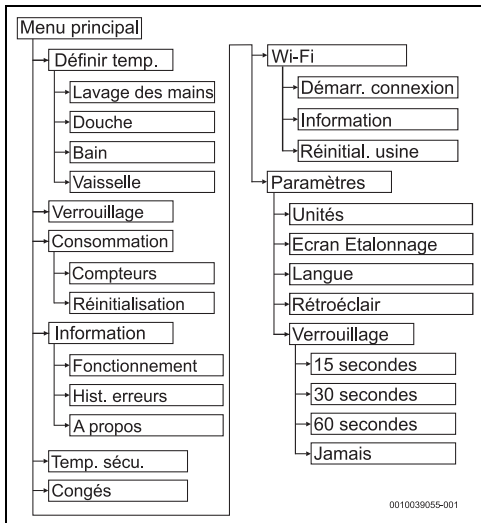 Menu principal
Définir temp.
Lavage des mains
Douche
Bain
Vaisselle
Verrouillage
Consommation
Compteurs
Réinitialisation
Information
Fonctionnement
Hist. erreurs
A propos
Temp. sécu.
Congés
Wi-Fi
Démarr. connexion
Information
Réinitial. usine
Paramètres
Unités
Ecran Etalonnage
Langue
Rétroéclair
Verrouillage
15 secondes
30 secondes
60 secondes
Jamais
0010039055-001